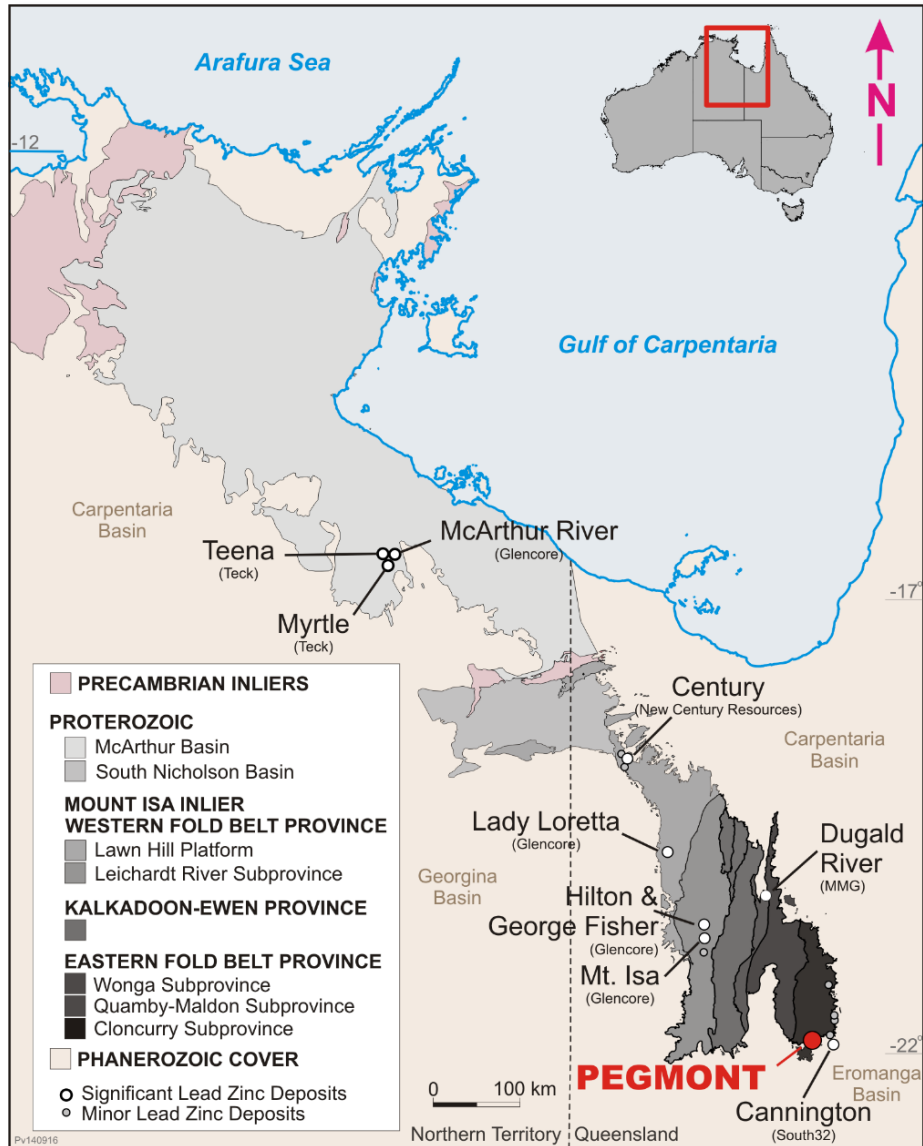 Arafura Sea
N
-12
Gulf of Carpentaria
Carpentaria
Basin
McArthur River
(Glencore)
Teena
(Teck)
Myrtle
(Teck)
-17°
PRECAMBRIAN INLIERS
PROTEROZOIC
McArthur Basin
South Nicholson Basin
MOUNT ISA INLIER
WESTERN FOLD BELT PROVINCE
Lawn Hill Platform
Leichardt River Subprovince
KALKADOON-EWEN PROVINCE
EASTERN FOLD BELT PROVINCE
Wonga Subprovince
Quamby-Maldon Subprovince
Cloncurry Subprovince
PHANEROZOIC COVER
Significant Lead Zinc Deposits
Minor Lead Zinc Deposits
Pv140916
Century
(New Century Resources)
Carpentaria
Basin
Lady Loretta
(Glencore)
Dugald
River
(MMG)
Georgina
Basin
Hilton &
George Fisher
(Glencore)
Mt. Isa
(Glencore)
-22°
PEGMONT
Eromanga
Basin
Cannington
(South32)
0 100 km
Northern Territory
Queensland